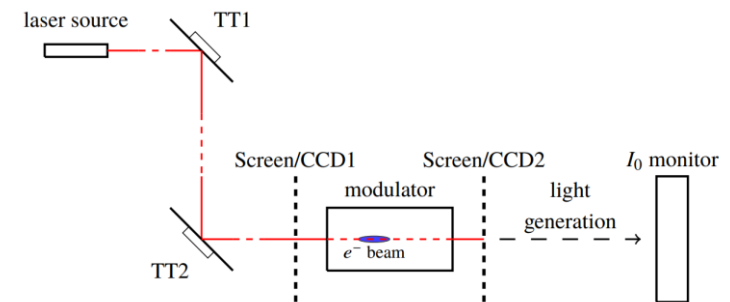 laser source
TT1
Screen/CCD1
Screen/CCD2
I₀ monitor
modulator
light
generation
e⁻ beam
TT2